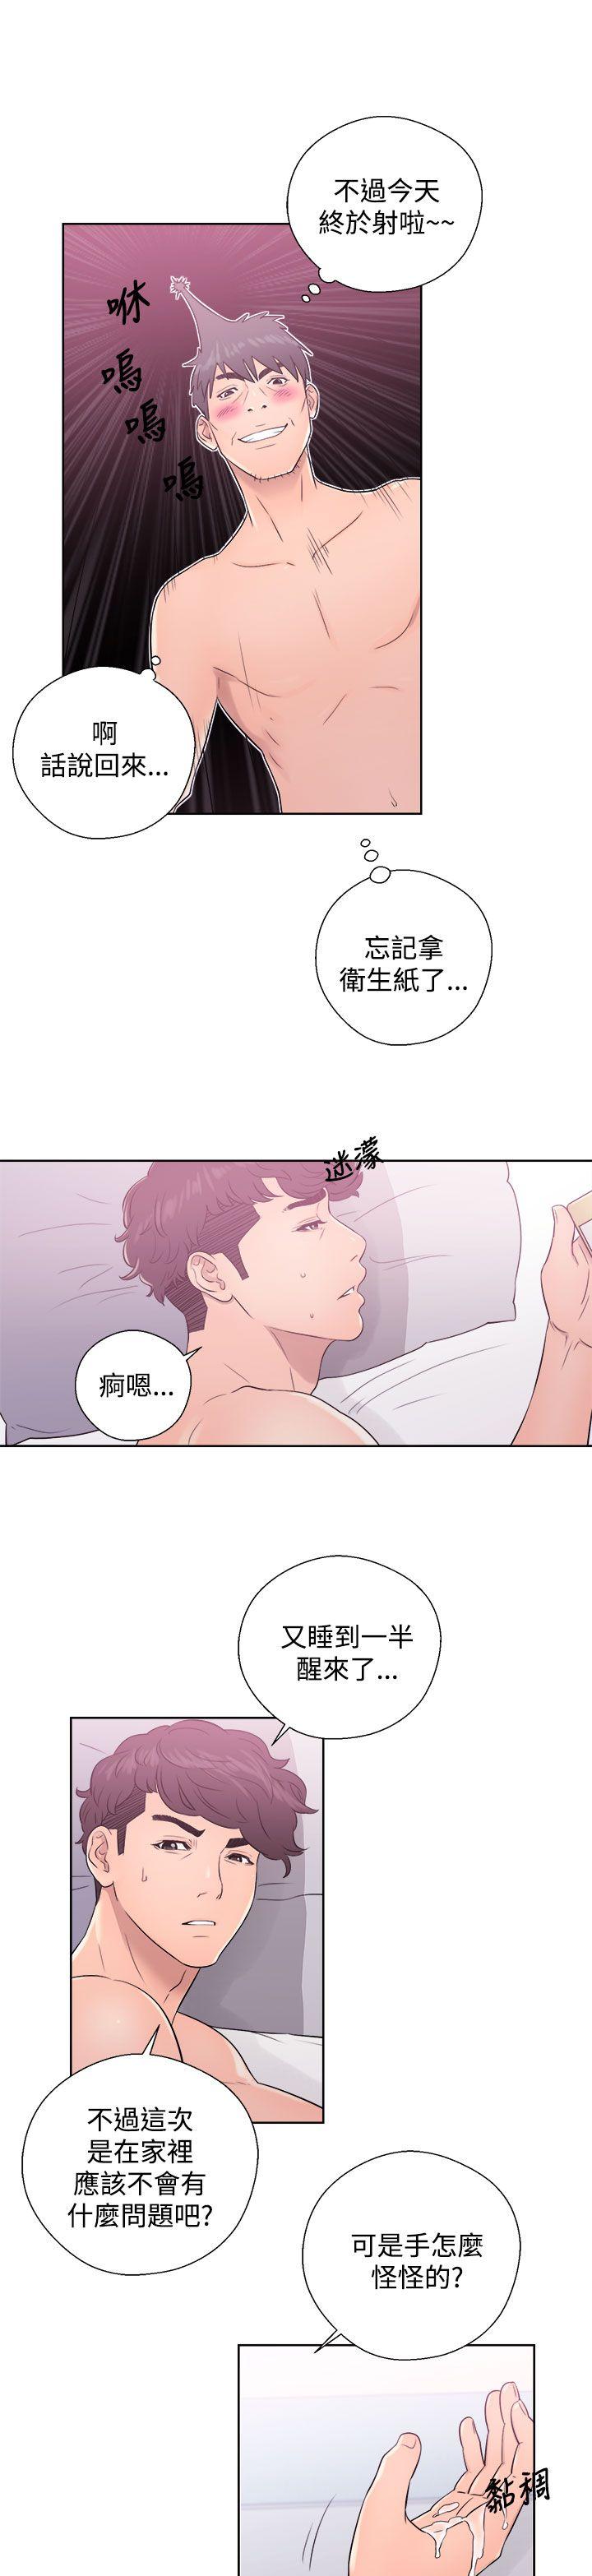 不過今天
終於射啦~~
咻
嗚
嗚
嗚
啊
話說回來...
忘記拿
衛生紙了...
迷濛
痾嗯...
又睡到一半
醒來了...
不過這次
是在家裡
應該不會有
什麼問題吧?
可是手怎麼
怪怪的?
黏稠